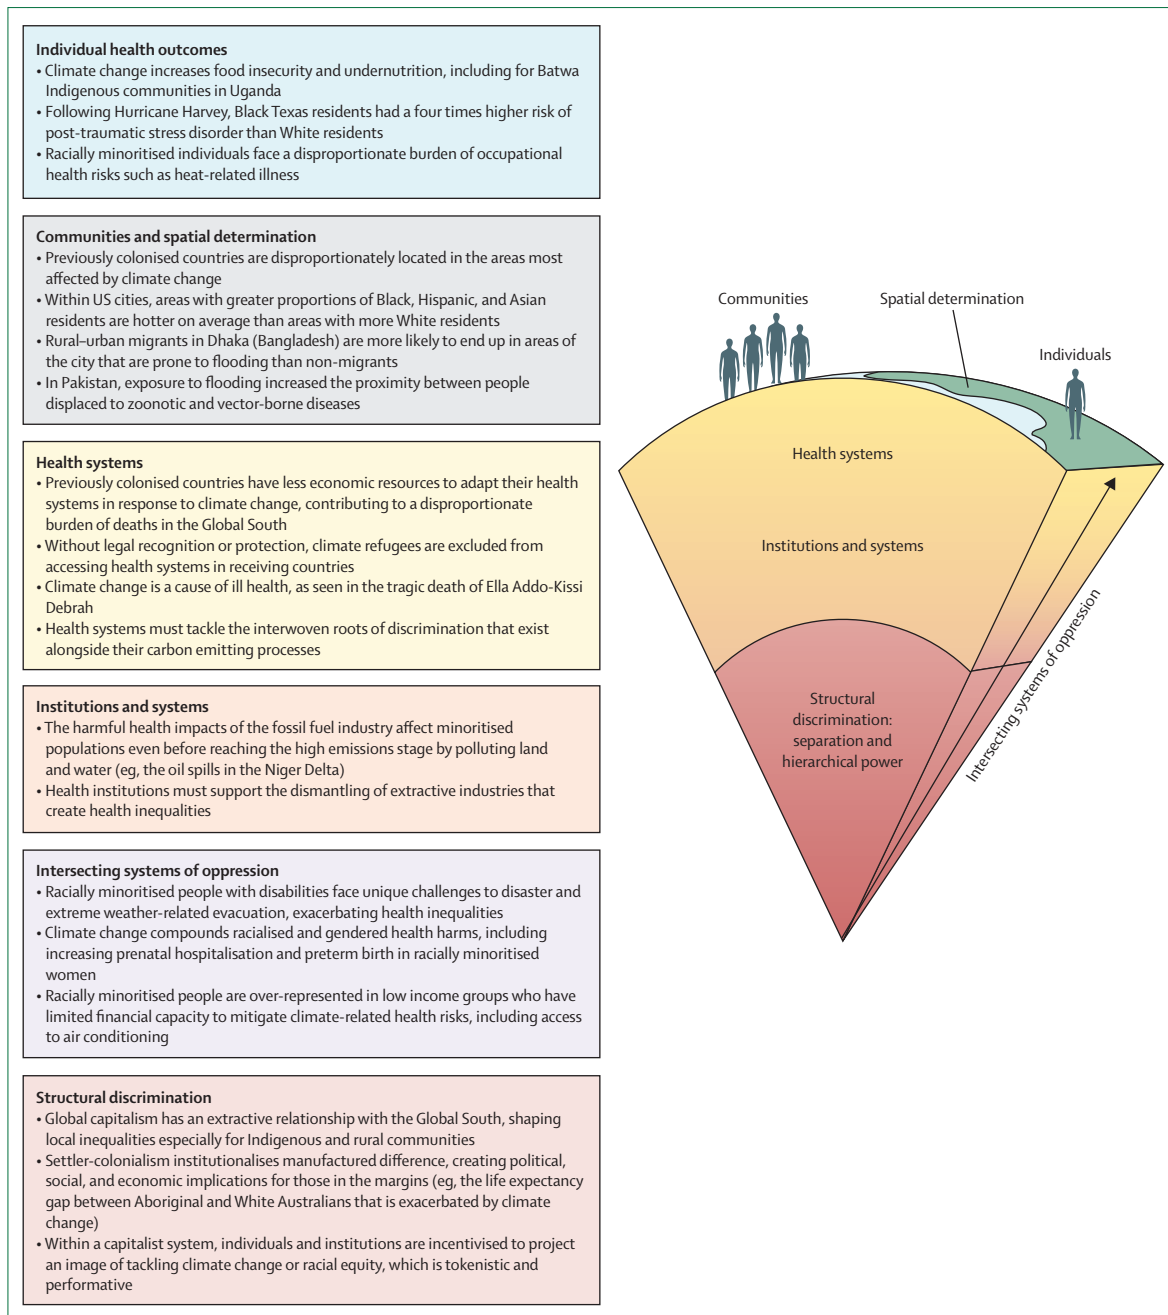 Individual health outcomes
• Climate change increases food insecurity and undernutrition, including for Batwa
Indigenous communities in Uganda
• Following Hurricane Harvey, Black Texas residents had a four times higher risk of
post-traumatic stress disorder than White residents
• Racially minoritised individuals face a disproportionate burden of occupational
health risks such as heat-related illness
Communities and spatial determination
• Previously colonised countries are disproportionately located in the areas most
affected by climate change
• Within US cities, areas with greater proportions of Black, Hispanic, and Asian
residents are hotter on average than areas with more White residents
• Rural–urban migrants in Dhaka (Bangladesh) are more likely to end up in areas of
the city that are prone to flooding than non-migrants
• In Pakistan, exposure to flooding increased the proximity between people
displaced to zoonotic and vector-borne diseases
Health systems
• Previously colonised countries have less economic resources to adapt their health
systems in response to climate change, contributing to a disproportionate
burden of deaths in the Global South
• Without legal recognition or protection, climate refugees are excluded from
accessing health systems in receiving countries
• Climate change is a cause of ill health, as seen in the tragic death of Ella Addo-Kissi
Debrah
• Health systems must tackle the interwoven roots of discrimination that exist
alongside their carbon emitting processes
Institutions and systems
• The harmful health impacts of the fossil fuel industry affect minoritised
populations even before reaching the high emissions stage by polluting land
and water (eg, the oil spills in the Niger Delta)
• Health institutions must support the dismantling of extractive industries that
create health inequalities
Intersecting systems of oppression
• Racially minoritised people with disabilities face unique challenges to disaster and
extreme weather-related evacuation, exacerbating health inequalities
• Climate change compounds racialised and gendered health harms, including
increasing prenatal hospitalisation and preterm birth in racially minoritised
women
• Racially minoritised people are over-represented in low income groups who have
limited financial capacity to mitigate climate-related health risks, including access
to air conditioning
Structural discrimination
• Global capitalism has an extractive relationship with the Global South, shaping
local inequalities especially for Indigenous and rural communities
• Settler-colonialism institutionalises manufactured difference, creating political,
social, and economic implications for those in the margins (eg, the life expectancy
gap between Aboriginal and White Australians that is exacerbated by climate
change)
• Within a capitalist system, individuals and institutions are incentivised to project
an image of tackling climate change or racial equity, which is tokenistic and
performative
Communities
Spatial determination
Individuals
Health systems
Institutions and systems
Structural
discrimination:
separation and
hierarchical power
Intersecting systems of oppression